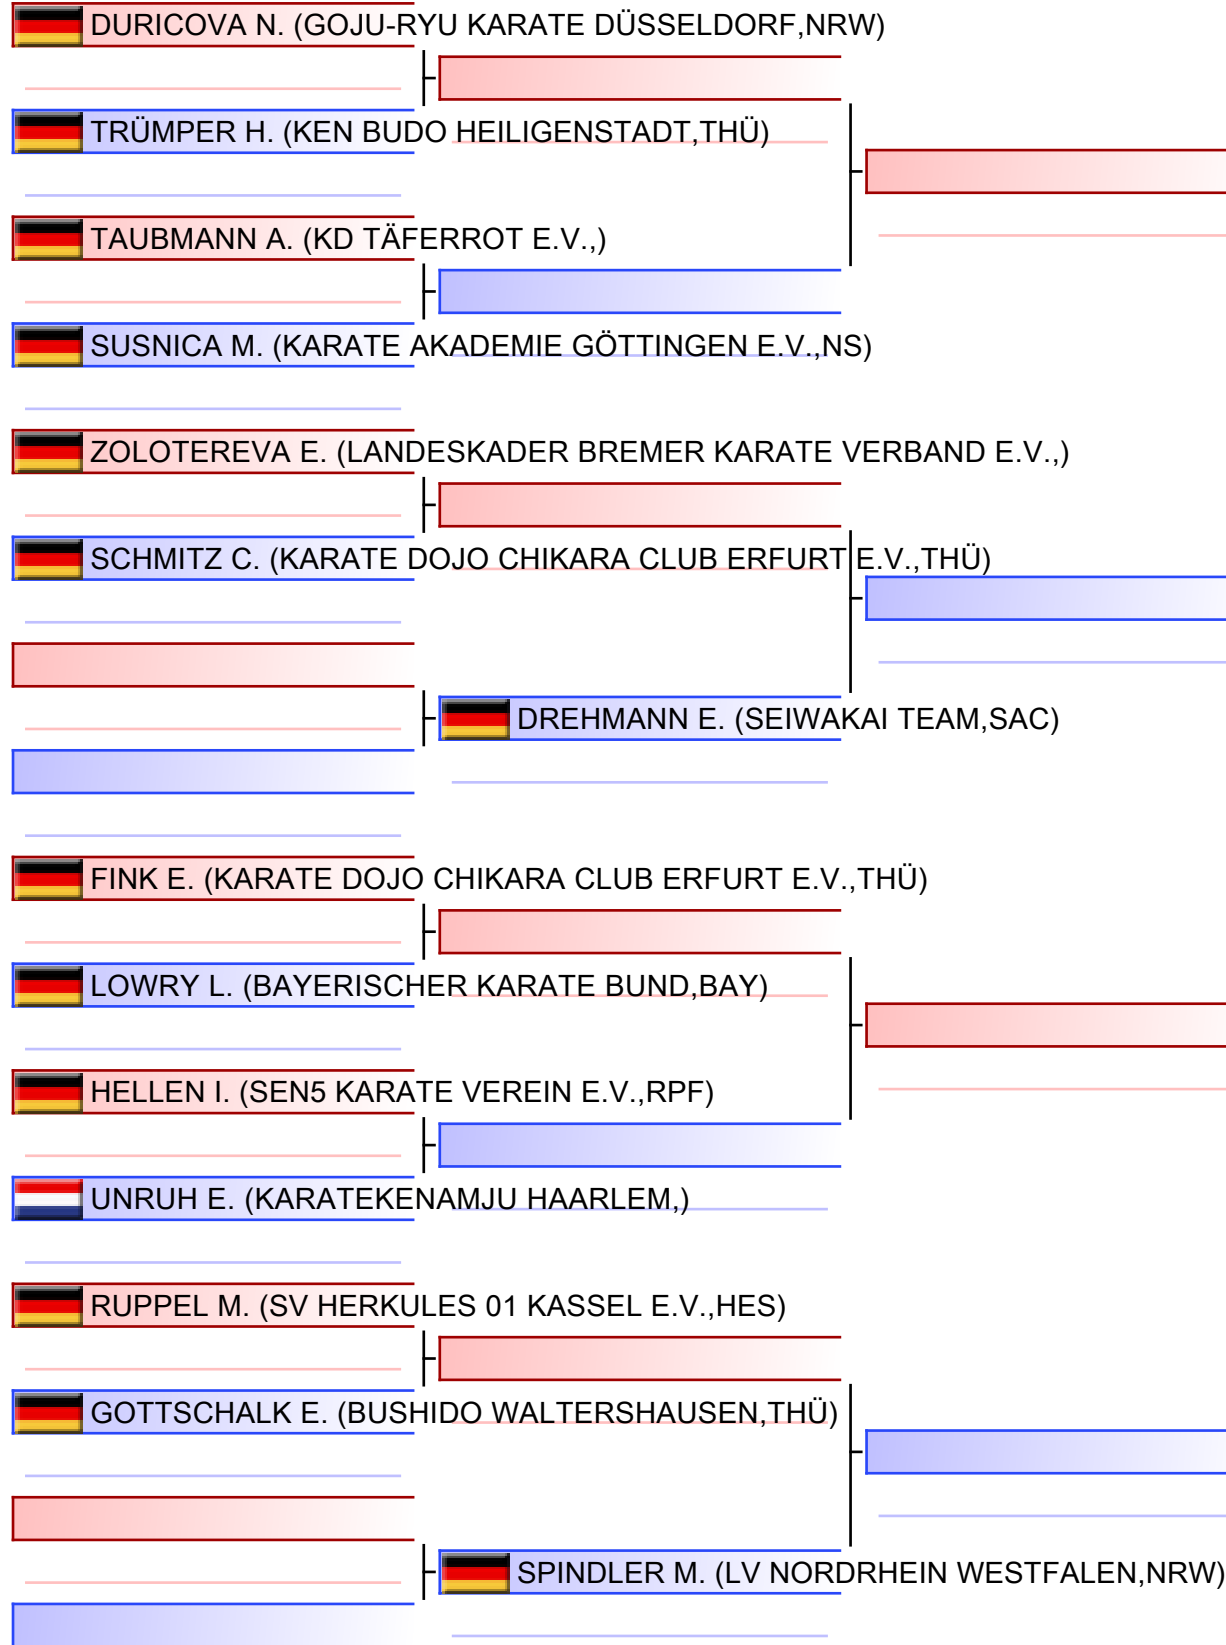 DURICOVA N. (GOJU-RYU KARATE DÜSSELDORF,NRW)
TRÜMPER H. (KEN BUDO HEILIGENSTADT,THÜ)
TAUBMANN A. (KD TÄFERROT E.V.,)
SUSNICA M. (KARATE AKADEMIE GÖTTINGEN E.V.,NS)
ZOLOTEREVA E. (LANDESKADER BREMER KARATE VERBAND E.V.,)
SCHMITZ C. (KARATE DOJO CHIKARA CLUB ERFURT E.V.,THÜ)
DREHMANN E. (SEIWAKAI TEAM,SAC)
FINK E. (KARATE DOJO CHIKARA CLUB ERFURT E.V.,THÜ)
LOWRY L. (BAYERISCHER KARATE BUND,BAY)
HELLEN I. (SEN5 KARATE VEREIN E.V.,RPF)
UNRUH E. (KARATEKENAMJU HAARLEM,)
RUPPEL M. (SV HERKULES 01 KASSEL E.V.,HES)
GOTTSCHALK E. (BUSHIDO WALTERSHAUSEN,THÜ)
SPINDLER M. (LV NORDRHEIN WESTFALEN,NRW)